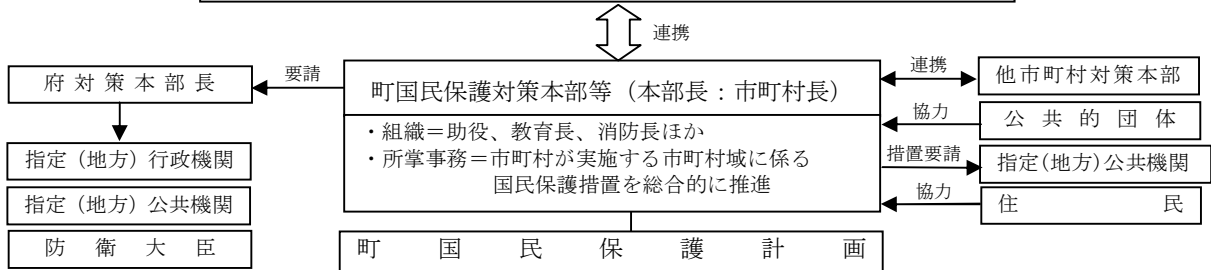 連携
府対策本部長
要請
町国民保護対策本部等（本部長：市町村長）
連携
他市町村対策本部
・組織＝助役、教育長、消防長ほか
・所掌事務＝市町村が実施する市町村域に係る
国民保護措置を総合的に推進
協力
公共的団体
指定（地方）行政機関
措置要請
指定(地方)公共機関
指定（地方）公共機関
協力
住民
防衛大臣
町国民保護計画